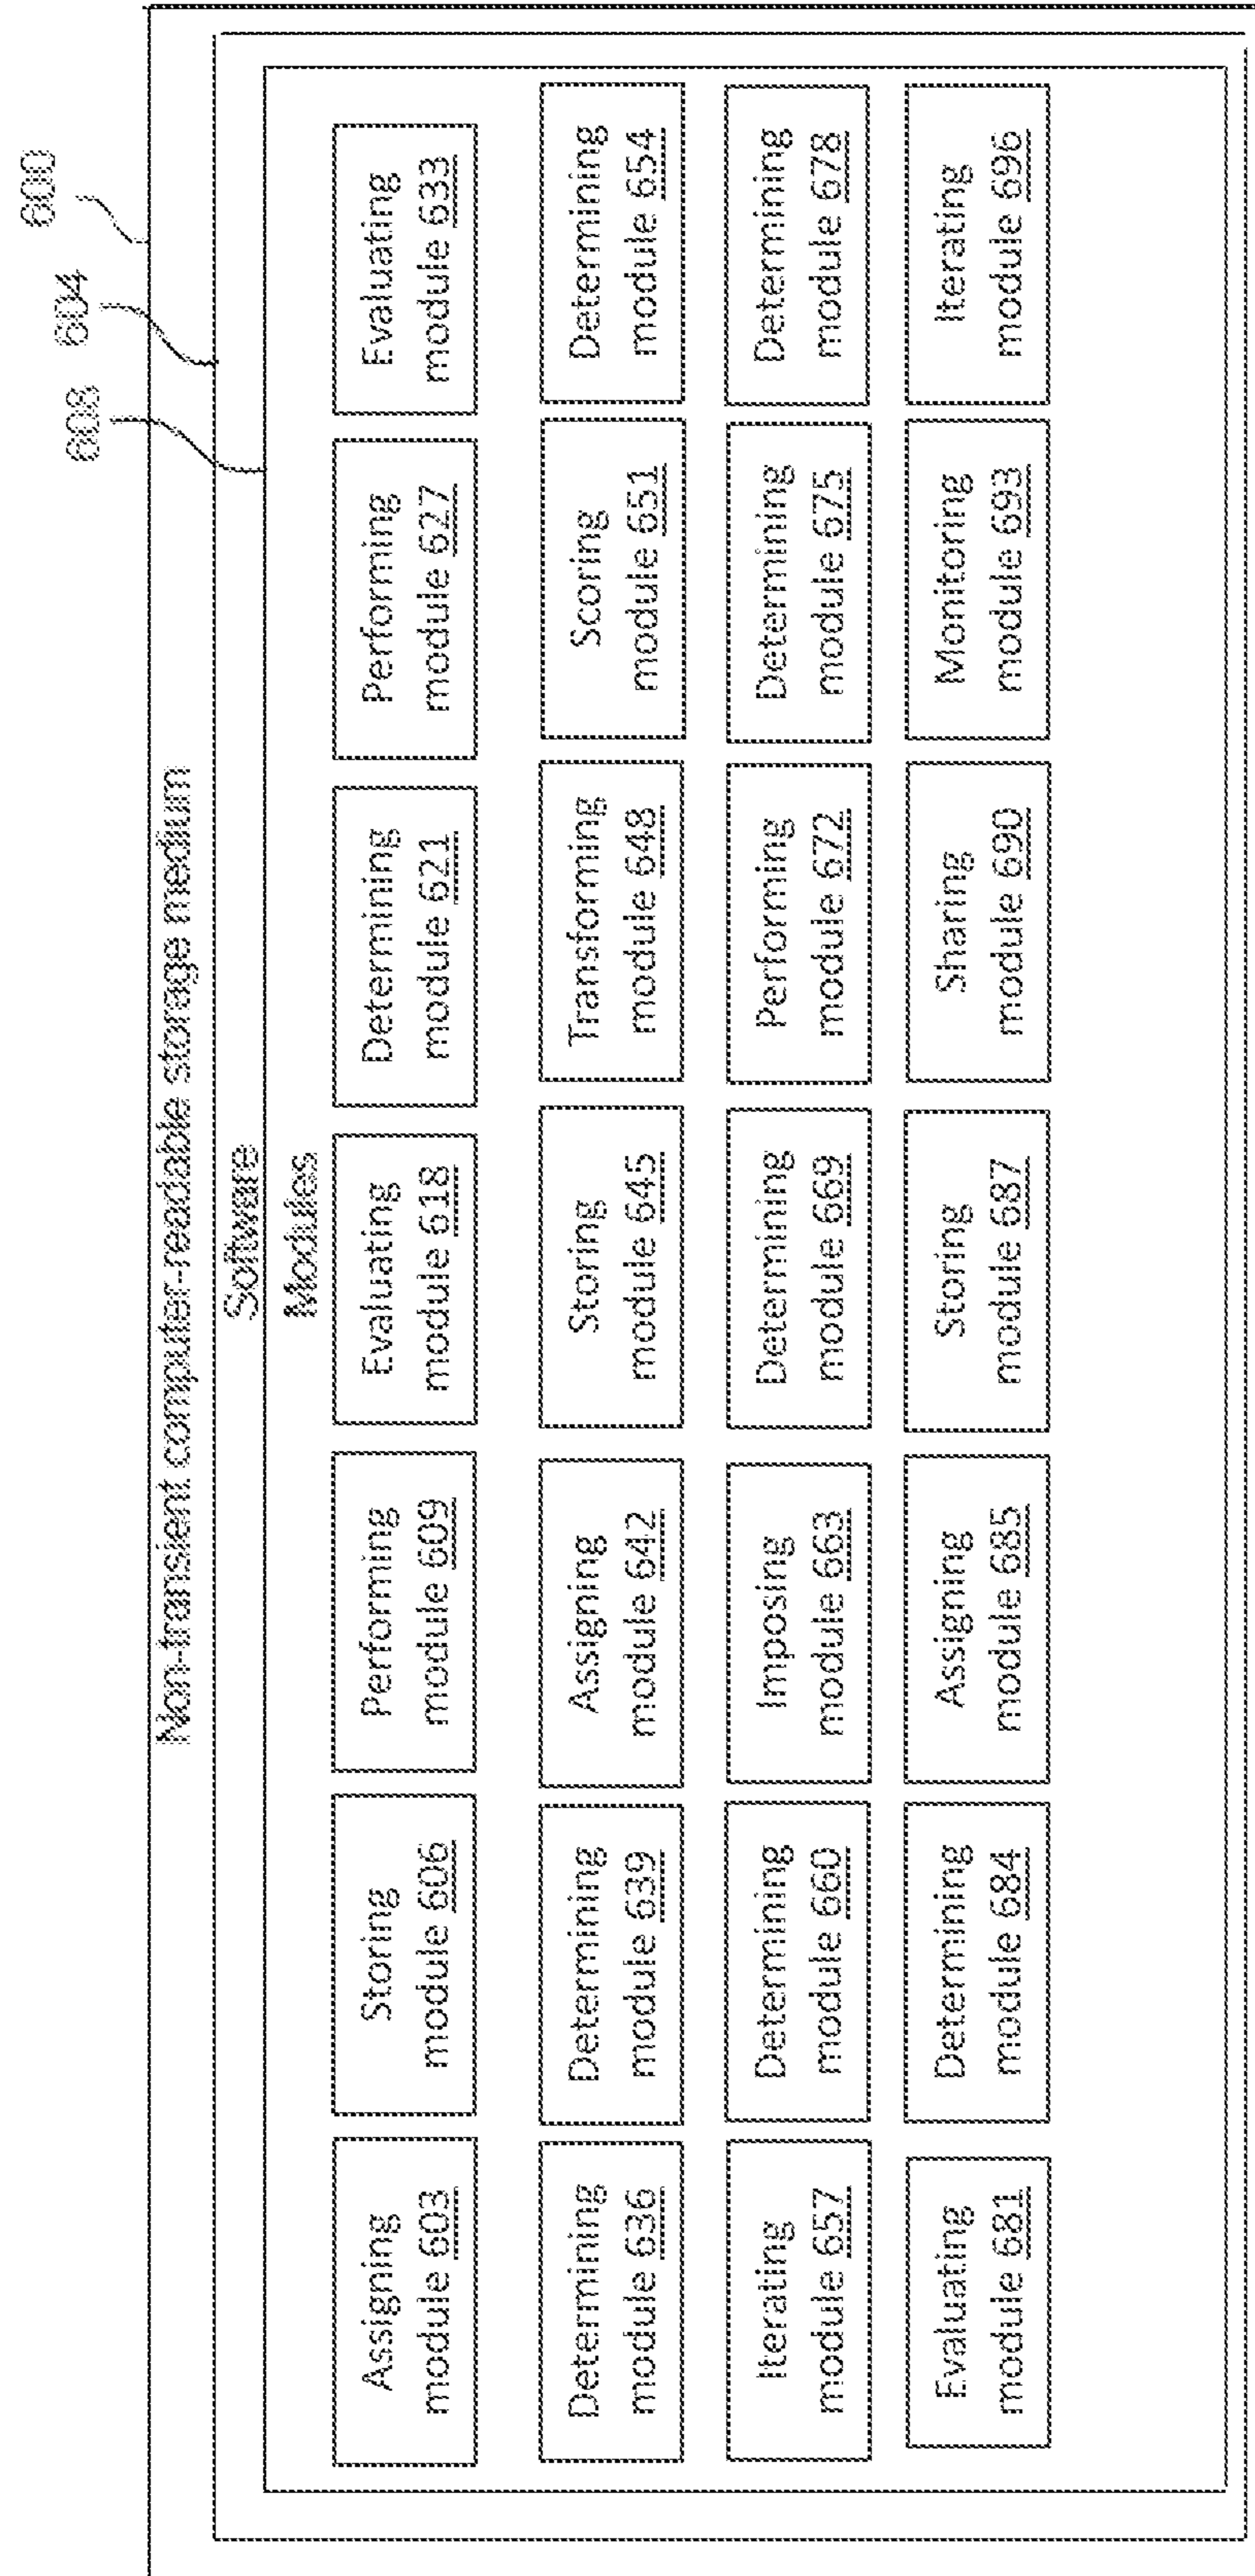 600
604
608
Non-transient computer-readable storage medium
Software
Modules
Assigning
module 603
Storing
module 606
Performing
module 609
Evaluating
module 618
Determining
module 621
Performing
module 627
Evaluating
module 633
Determining
module 636
Determining
module 639
Assigning
module 642
Storing
module 645
Transforming
module 648
Scoring
module 651
Determining
module 654
Iterating
module 657
Determining
module 660
Imposing
module 663
Determining
module 669
Performing
module 672
Determining
module 675
Determining
module 678
Evaluating
module 681
Determining
module 684
Assigning
module 685
Storing
module 687
Sharing
module 690
Monitoring
module 693
Iterating
module 696